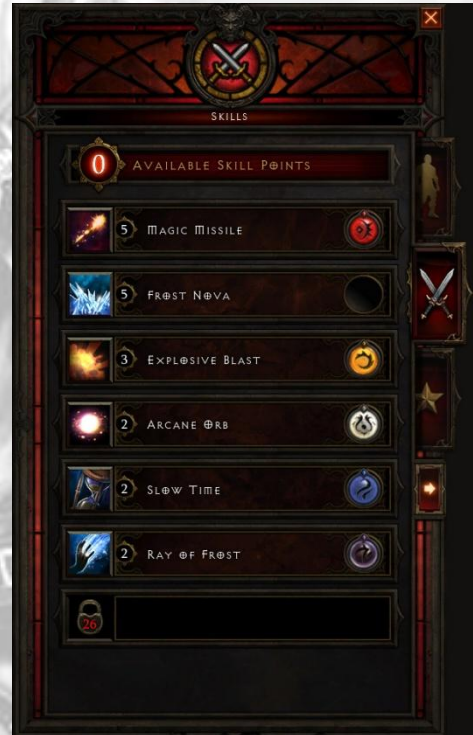 Skills
0 Available Skill Points
5 Magic Missile
5 Frost Nova
3 Explosive Blast
2 Arcane Orb
2 Slow Time
2 Ray of Frost
26